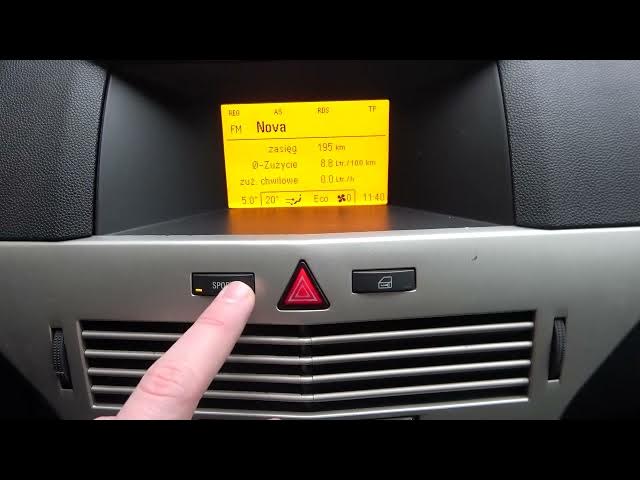 REG AS RDS TP
FM Nova
zasięg 195 km
Ø-Zużycie 8.8 Ltr./100 km
zuż. chwilowe 0.0 Ltr./h
5.0° 20° Eco 0 11:40